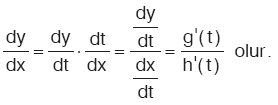 dy/dx = dy/dt · dt/dx = (dy/dt)/(dx/dt) = g'(t)/h'(t) olur.